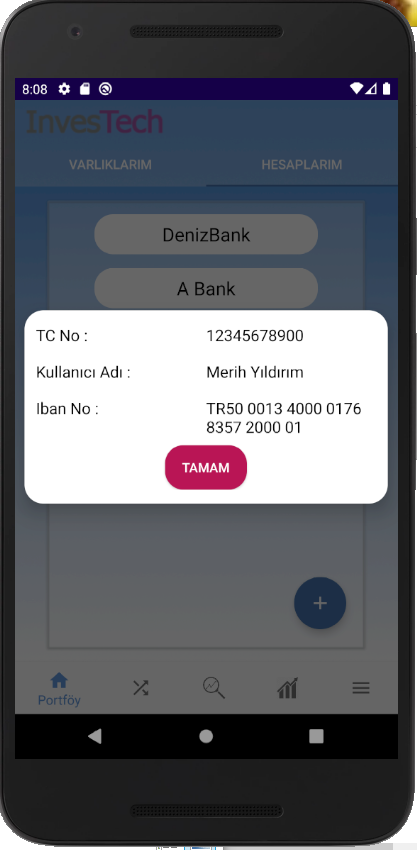 8:08
InvesTech
VARLIKLARIM HESAPLARIM
DenizBank
A Bank
TC No : 12345678900
Kullanıcı Adı : Merih Yıldırım
Iban No : TR50 0013 4000 0176
8357 2000 01
TAMAM
+
Portföy